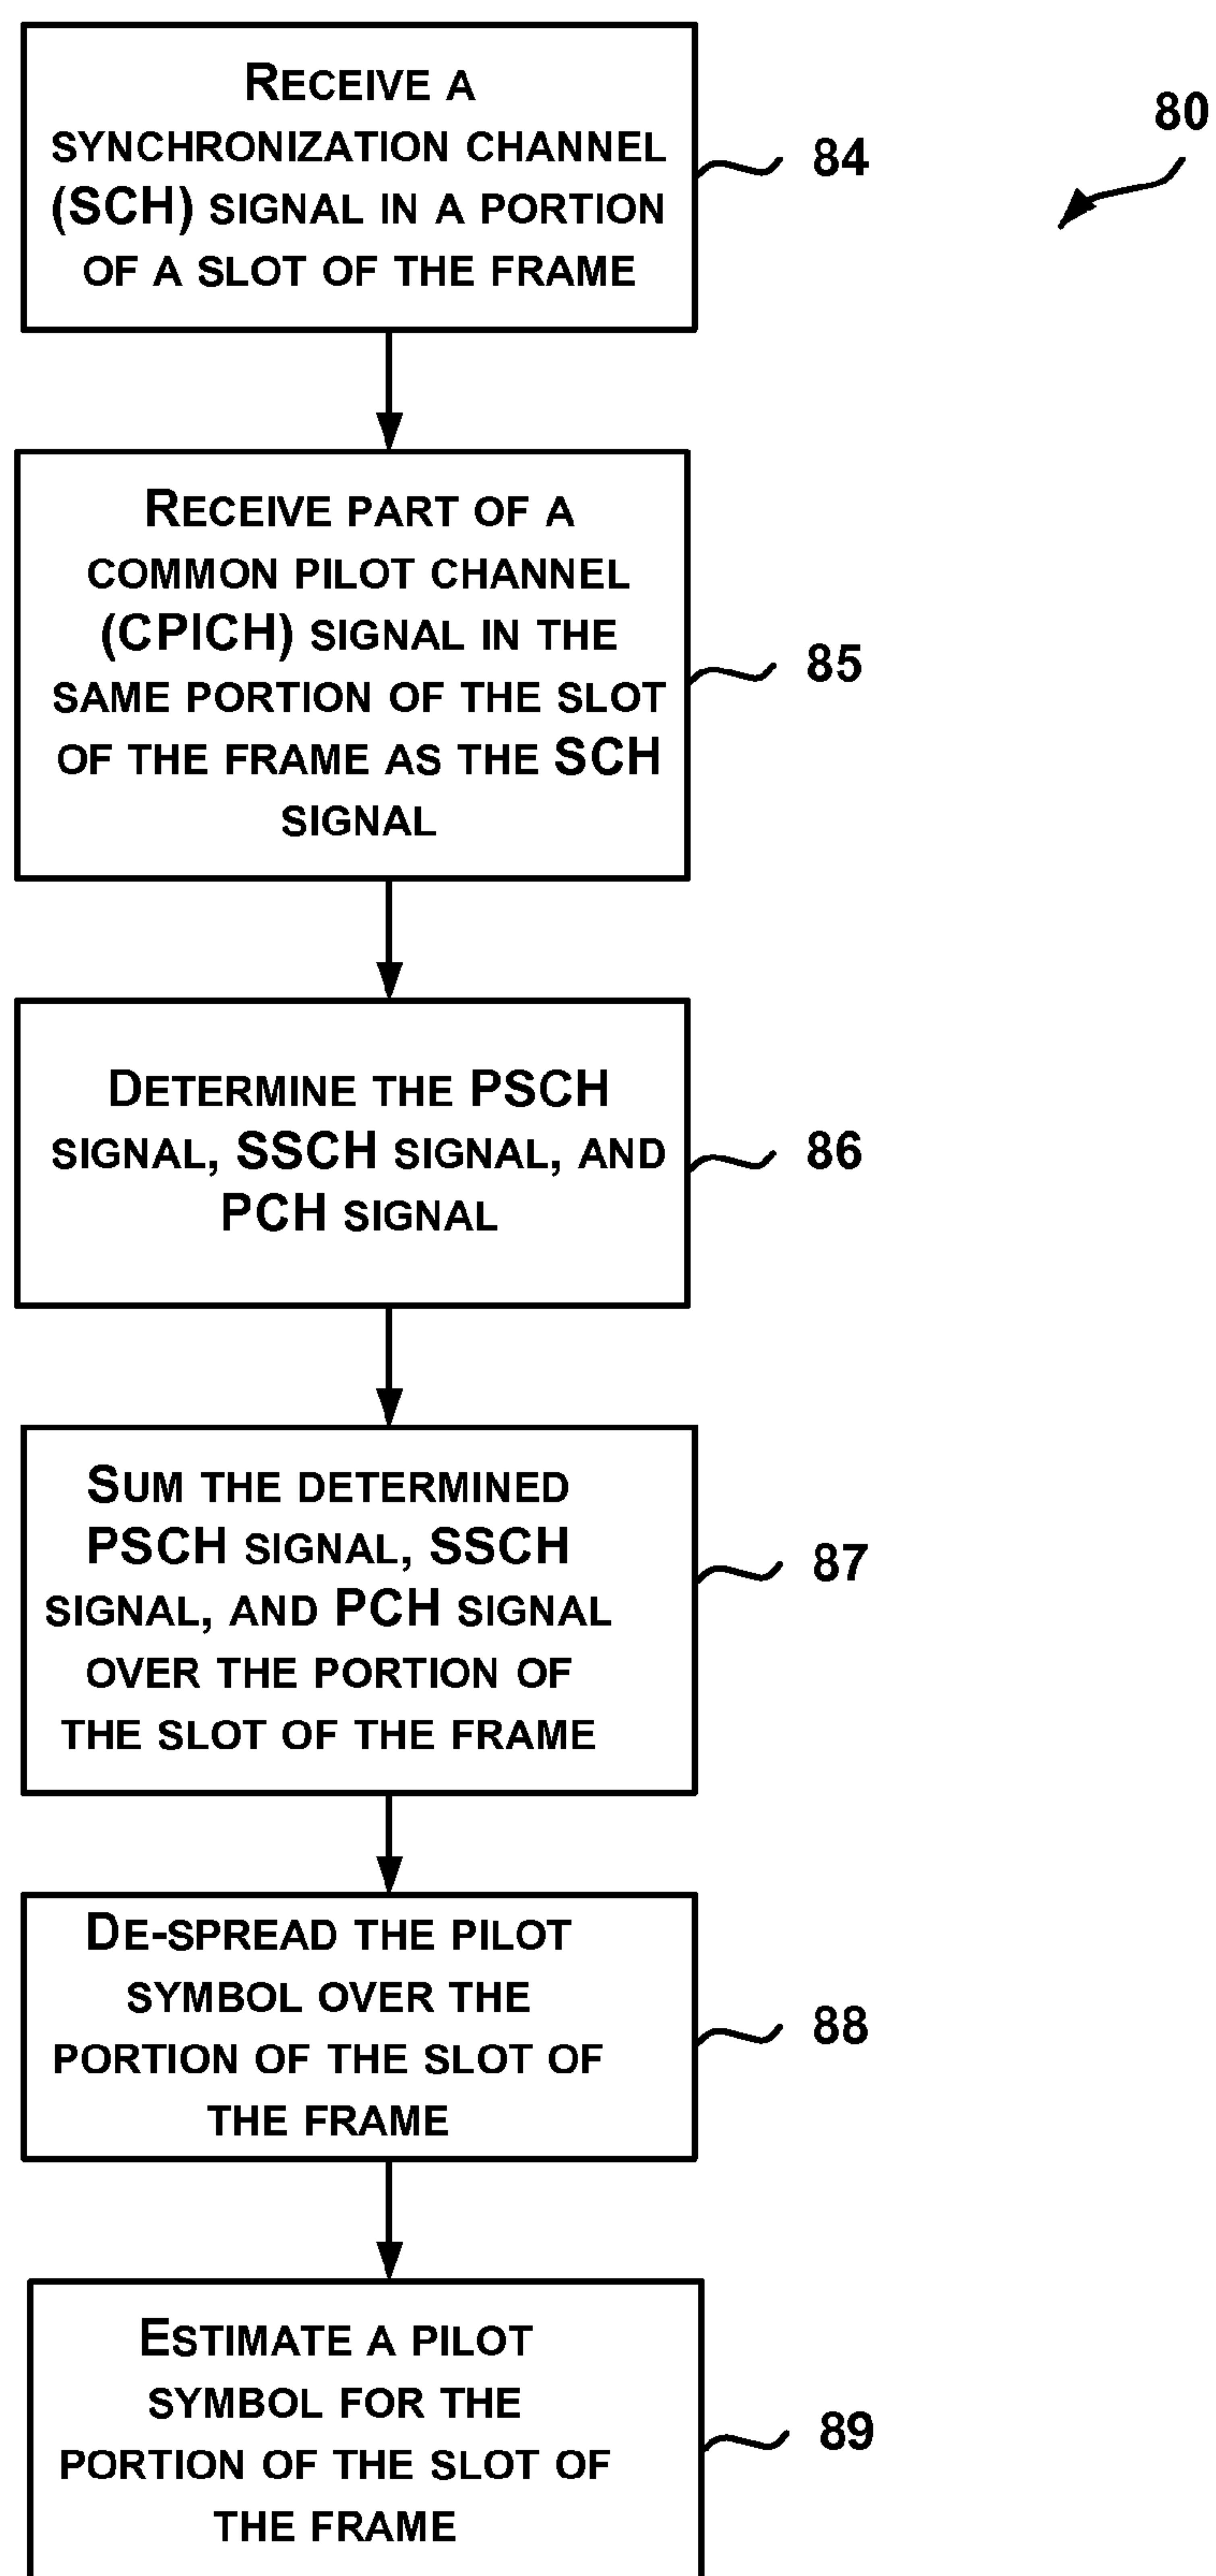 RECEIVE A
SYNCHRONIZATION CHANNEL
(SCH) SIGNAL IN A PORTION
OF A SLOT OF THE FRAME
84
80
RECEIVE PART OF A
COMMON PILOT CHANNEL
(CPICH) SIGNAL IN THE
SAME PORTION OF THE SLOT
OF THE FRAME AS THE SCH
SIGNAL
85
DETERMINE THE PSCH
SIGNAL, SSCH SIGNAL, AND
PCH SIGNAL
86
SUM THE DETERMINED
PSCH SIGNAL, SSCH
SIGNAL, AND PCH SIGNAL
OVER THE PORTION OF
THE SLOT OF THE FRAME
87
DE-SPREAD THE PILOT
SYMBOL OVER THE
PORTION OF THE SLOT OF
THE FRAME
88
ESTIMATE A PILOT
SYMBOL FOR THE
PORTION OF THE SLOT OF
THE FRAME
89